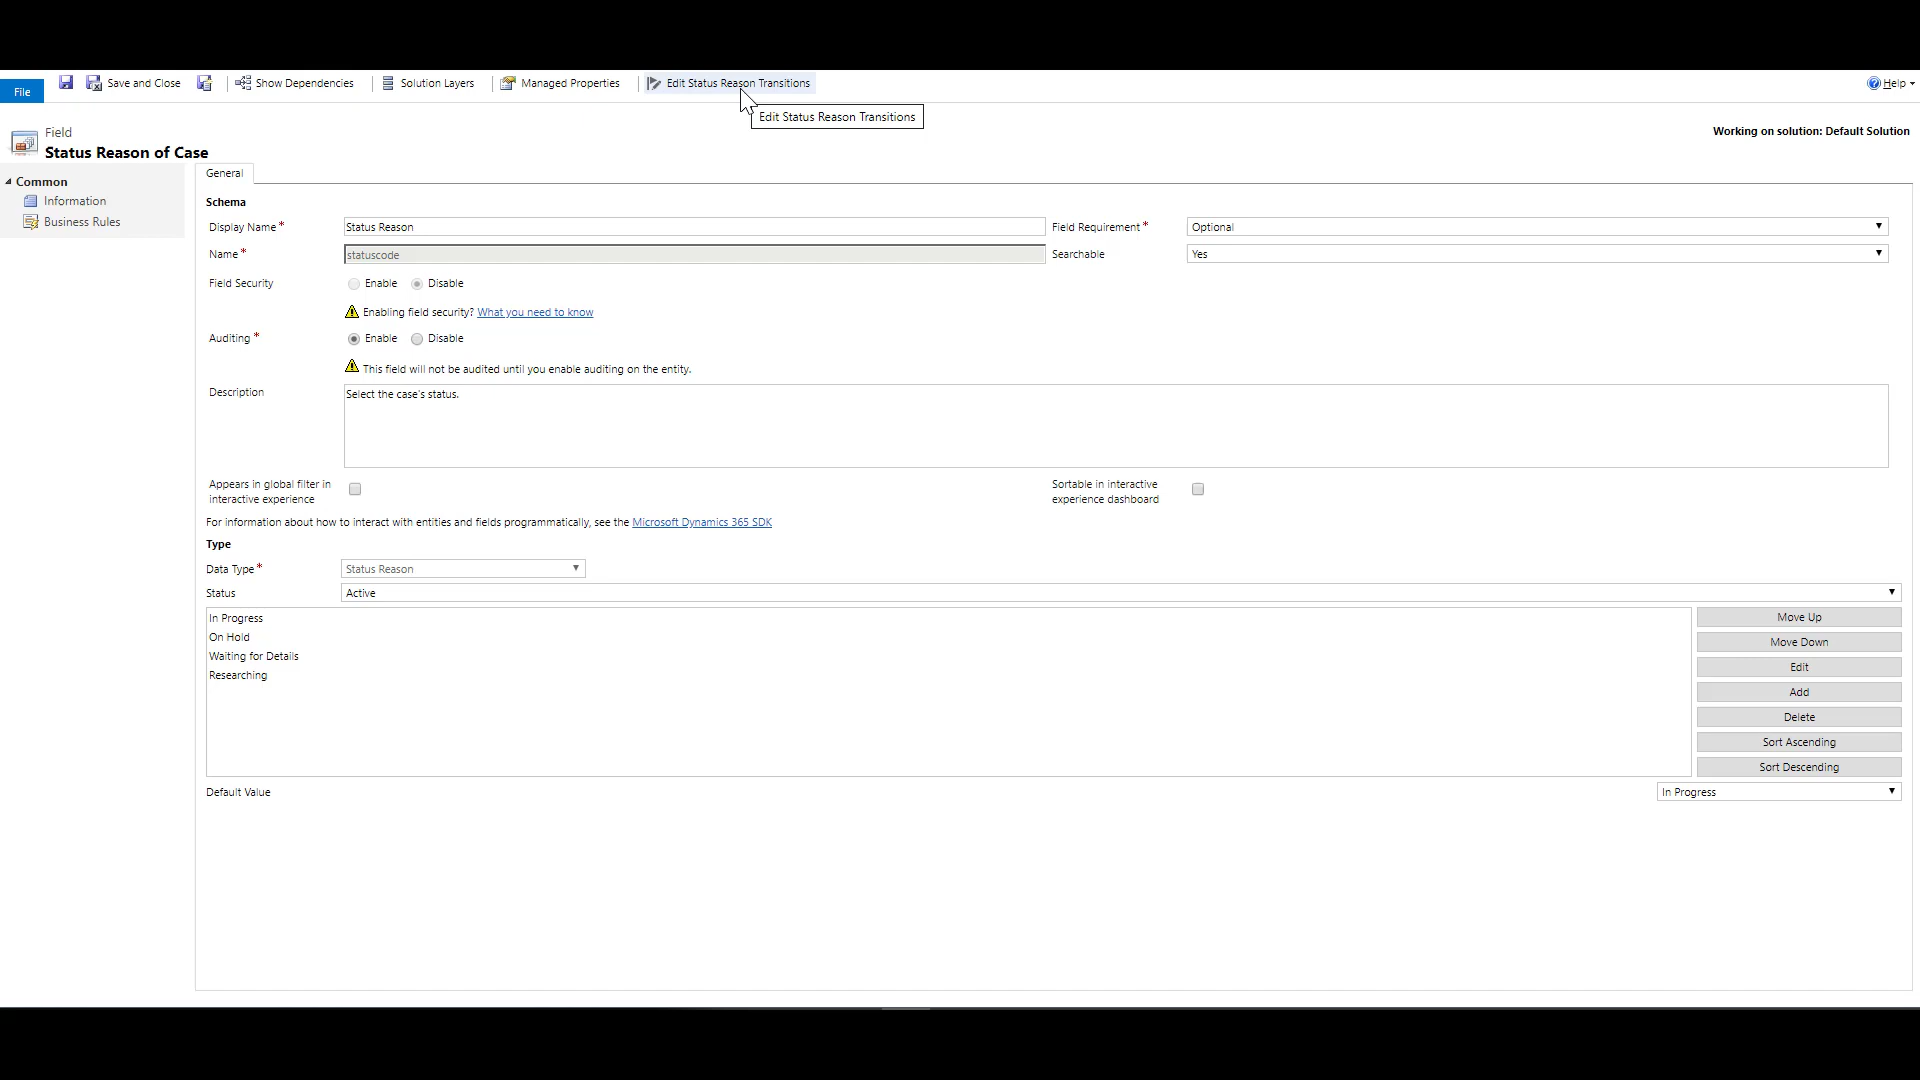 File
Save and Close
Show Dependencies
Solution Layers
Managed Properties
Edit Status Reason Transitions
Help
Edit Status Reason Transitions
Field
Status Reason of Case
Working on solution: Default Solution
Common
Information
Business Rules
General
Schema
Display Name*
Status Reason
Field Requirement*
Optional
Name*
statuscode
Searchable
Yes
Field Security
Enable
Disable
Enabling field security? What you need to know
Auditing*
Enable
Disable
This field will not be audited until you enable auditing on the entity.
Description
Select the case's status.
Appears in global filter in
interactive experience
Sortable in interactive
experience dashboard
For information about how to interact with entities and fields programmatically, see the Microsoft Dynamics 365 SDK
Type
Data Type*
Status Reason
Status
Active
In Progress
On Hold
Waiting for Details
Researching
Move Up
Move Down
Edit
Add
Delete
Sort Ascending
Sort Descending
Default Value
In Progress